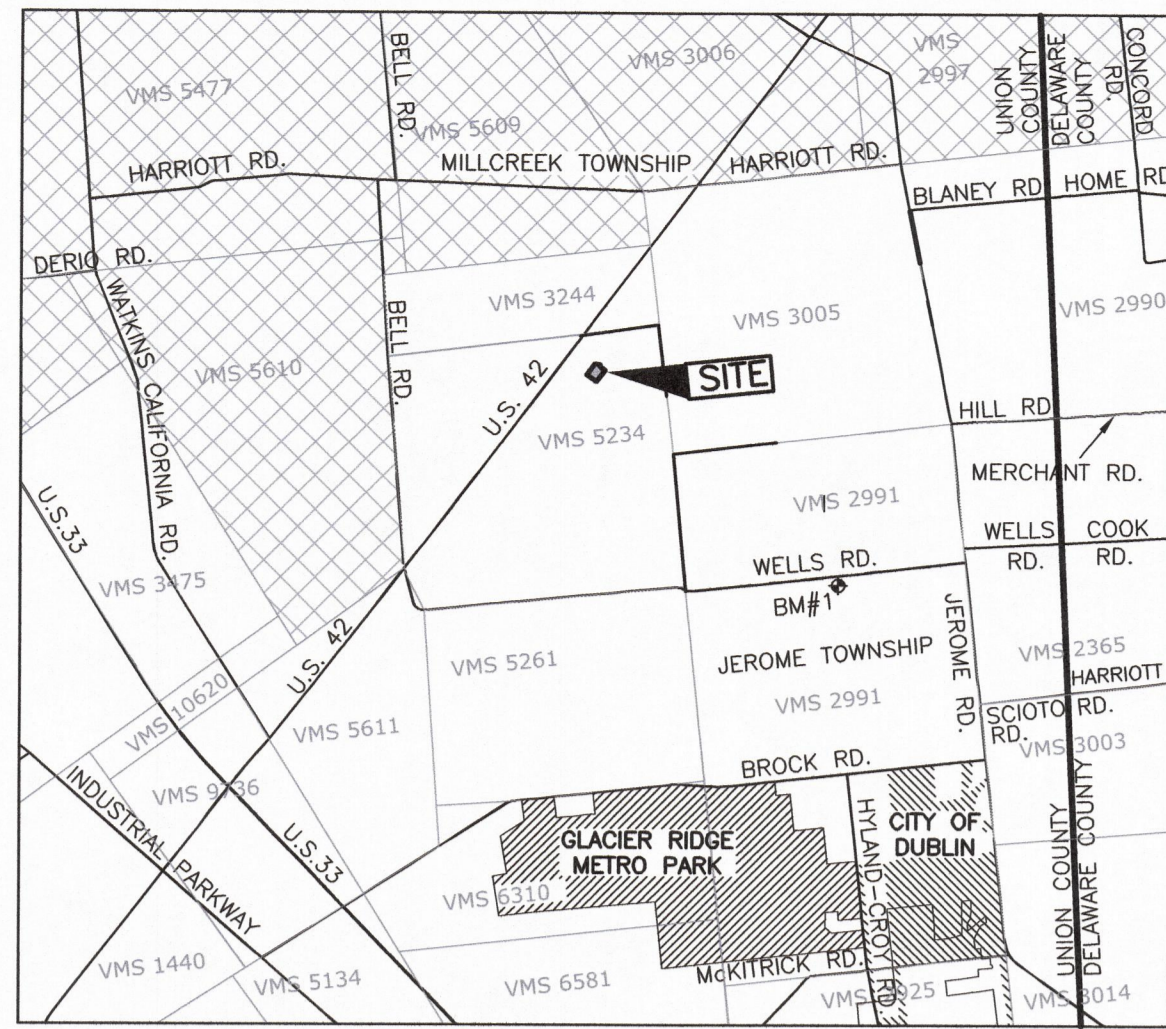 VMS 5477
BELL RD.
VMS 3006
VMS
2997
UNION
COUNTY
DELAWARE
COUNTY
CONCORD
RD.
VMS 5609
HARRIOTT RD.
MILLCREEK TOWNSHIP
HARRIOTT RD.
BLANEY RD
HOME RD
DERIO RD.
WATKINS CALIFORNIA RD.
BELL RD.
VMS 3244
VMS 3005
VMS 2990
VMS 5610
U.S. 42
SITE
VMS 5234
HILL RD
MERCHANT RD.
U.S.33.
VMS 2991
WELLS
RD.
COOK
RD.
VMS 3475
WELLS RD.
BM#1
JEROME RD.
U.S. 42
VMS 5261
JEROME TOWNSHIP
VMS 2365
HARRIOTT
RD.
VMS 10620
VMS 5611
VMS 2991
SCIOTO
RD.
VMS 3003
BROCK RD.
INDUSTRIAL PARKWAY
VMS 9736
U.S.33
GLACIER RIDGE
METRO PARK
HYLAND-CROY RD.
CITY OF
DUBLIN
UNION COUNTY
DELAWARE COUNTY
VMS 6310
VMS 1440
VMS 5134
VMS 6581
McKITRICK RD.
VMS
925
VMS 3014